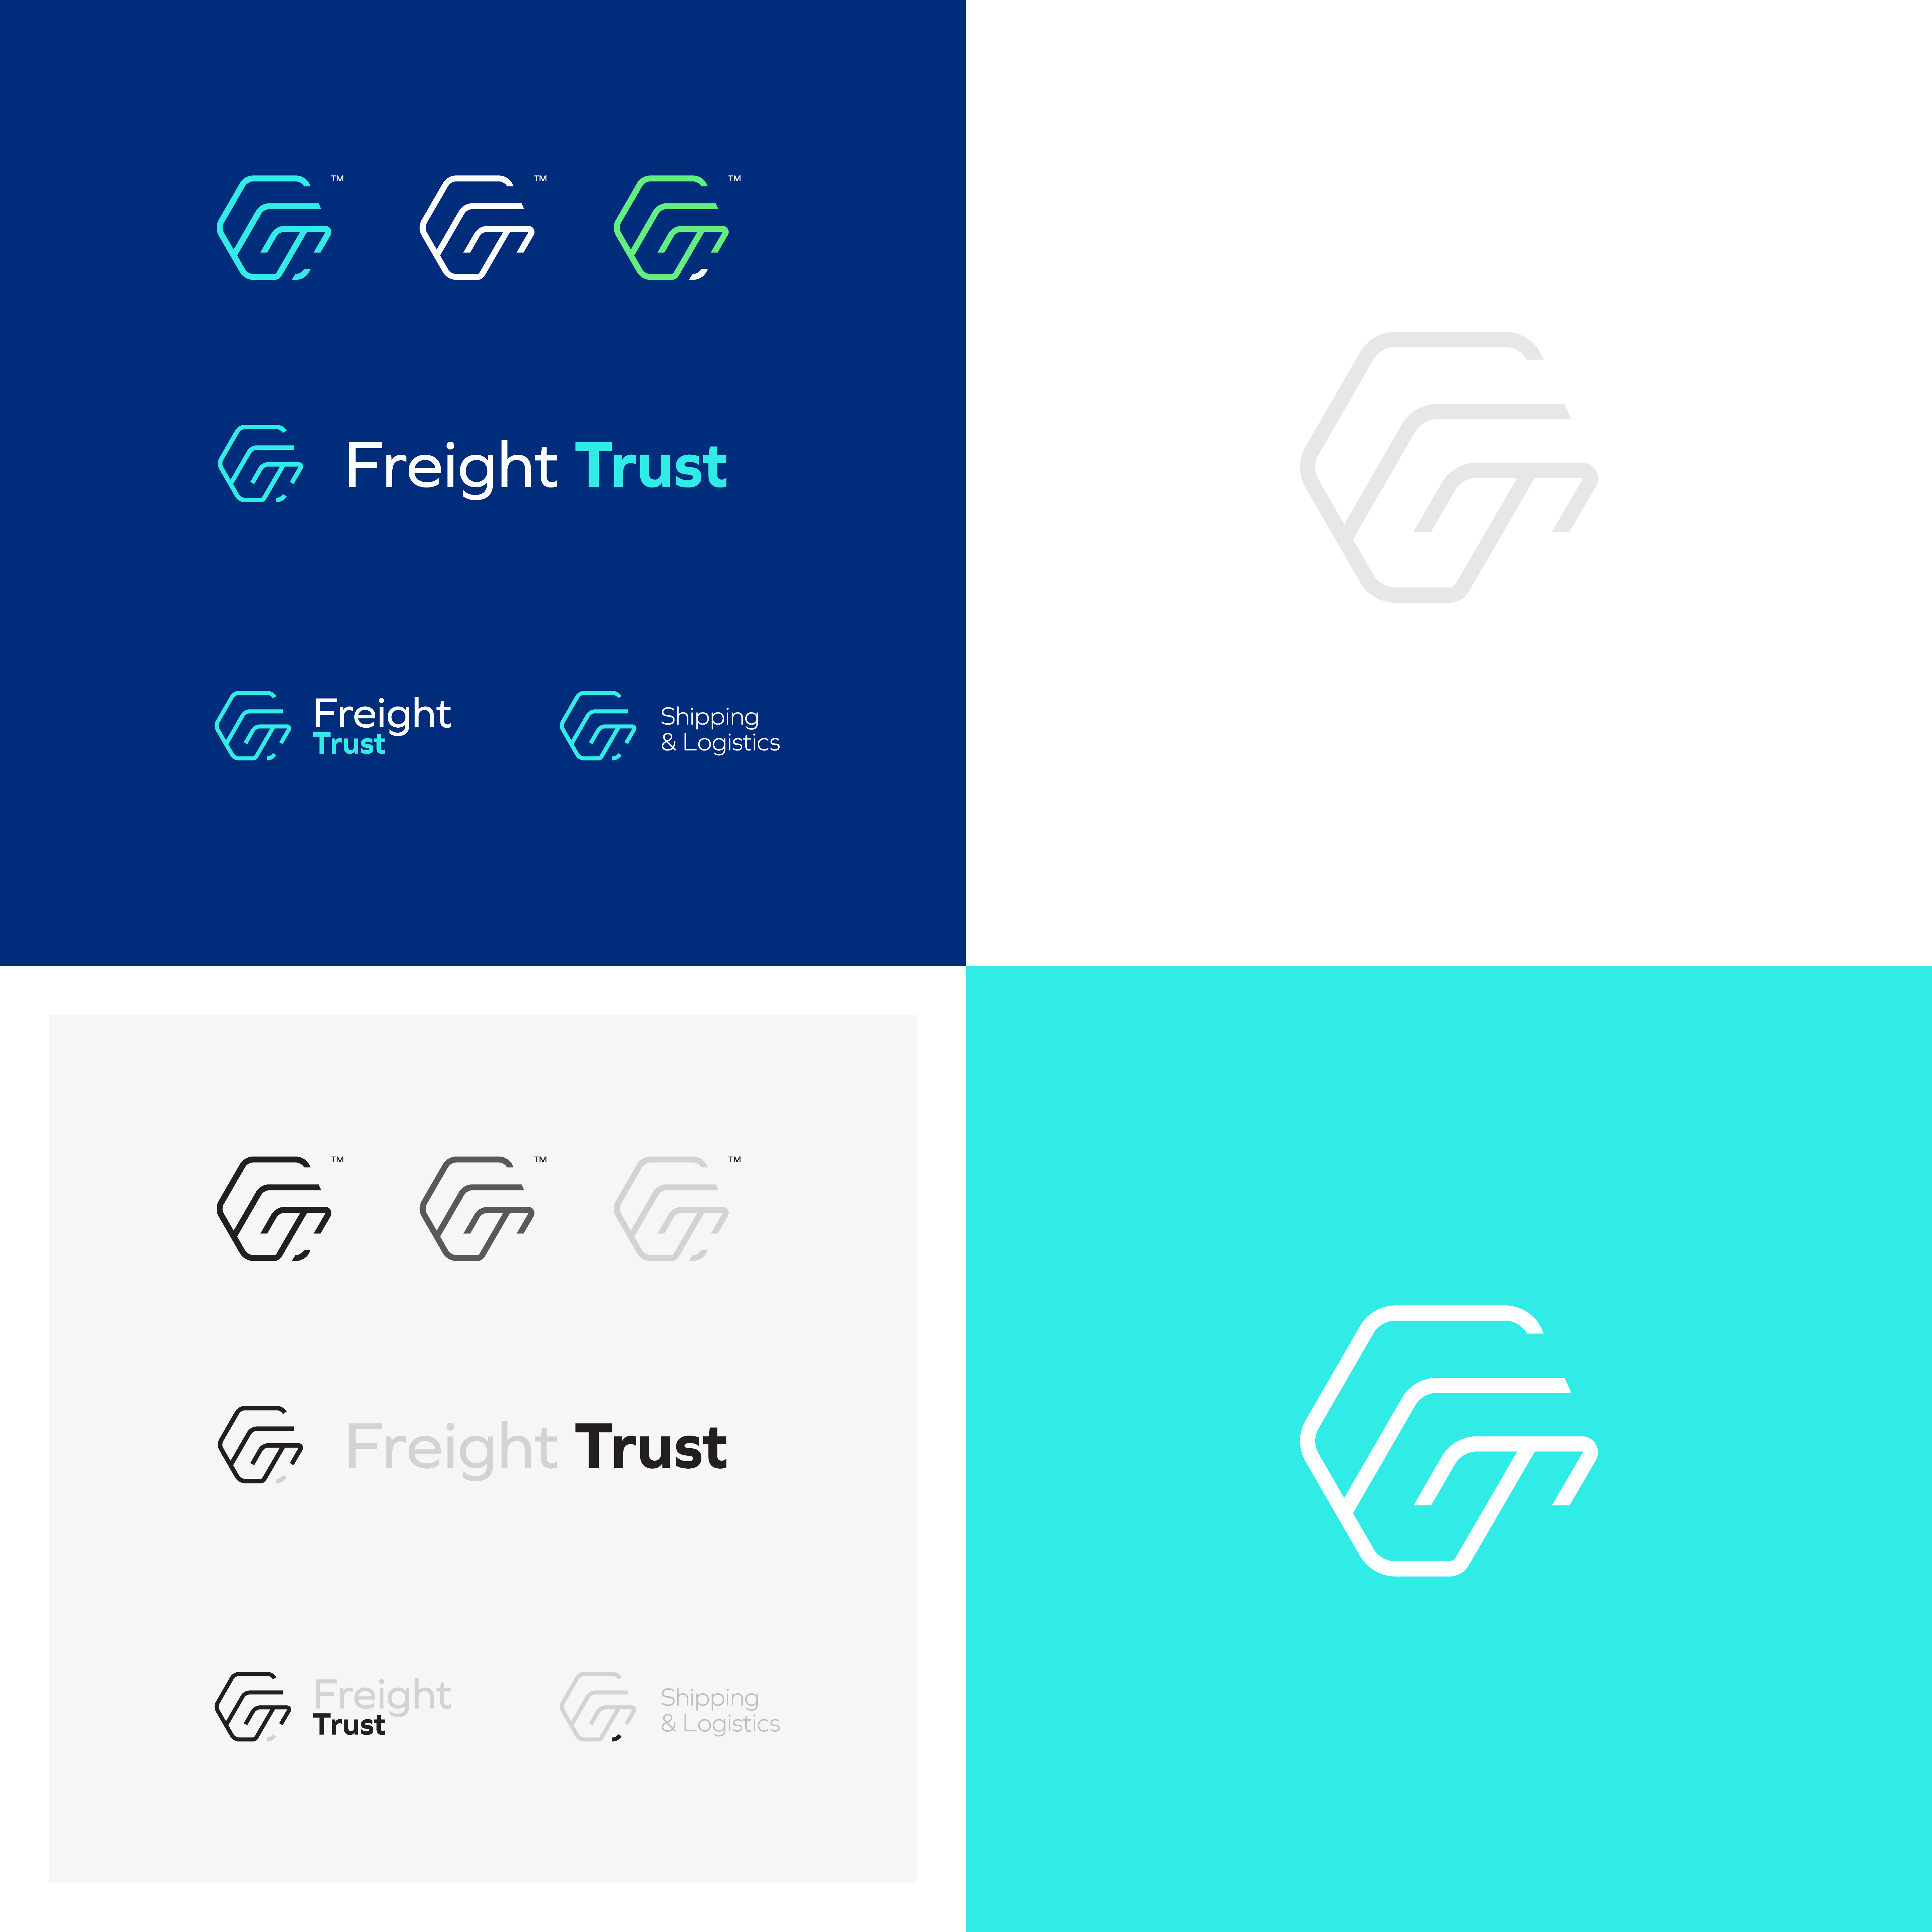 TM TM TM
Freight Trust
Freight
Trust
Shipping
& Logistics
TM TM TM
Freight Trust
Freight
Trust
Shipping
& Logistics